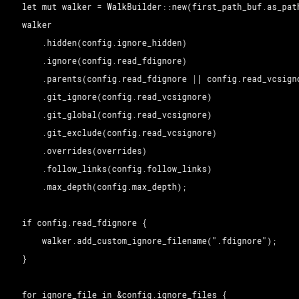 let mut walker = WalkBuilder::new(first_path_buf.as_path
walker
.hidden(config.ignore_hidden)
.ignore(config.read_fdignore)
.parents(config.read_fdignore || config.read_vcsigno
.git_ignore(config.read_vcsignore)
.git_global(config.read_vcsignore)
.git_exclude(config.read_vcsignore)
.overrides(overrides)
.follow_links(config.follow_links)
.max_depth(config.max_depth);
if config.read_fdignore {
walker.add_custom_ignore_filename(".fdignore");
}
for ignore_file in &config.ignore_files {